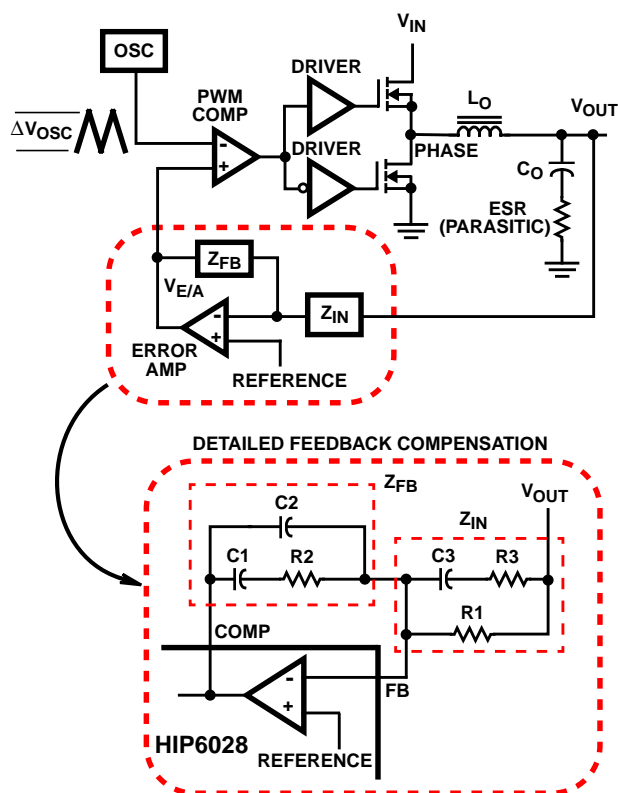 V_IN
OSC
DRIVER
L_O
V_OUT
PWM
COMP
ΔV_OSC
-
+
DRIVER
PHASE
C_O
ESR
(PARASITIC)
Z_FB
V_E/A
-
+
Z_IN
ERROR
AMP
REFERENCE
DETAILED FEEDBACK COMPENSATION
Z_FB
V_OUT
C2
Z_IN
C1
R2
C3
R3
R1
COMP
-
+
FB
HIP6028
REFERENCE